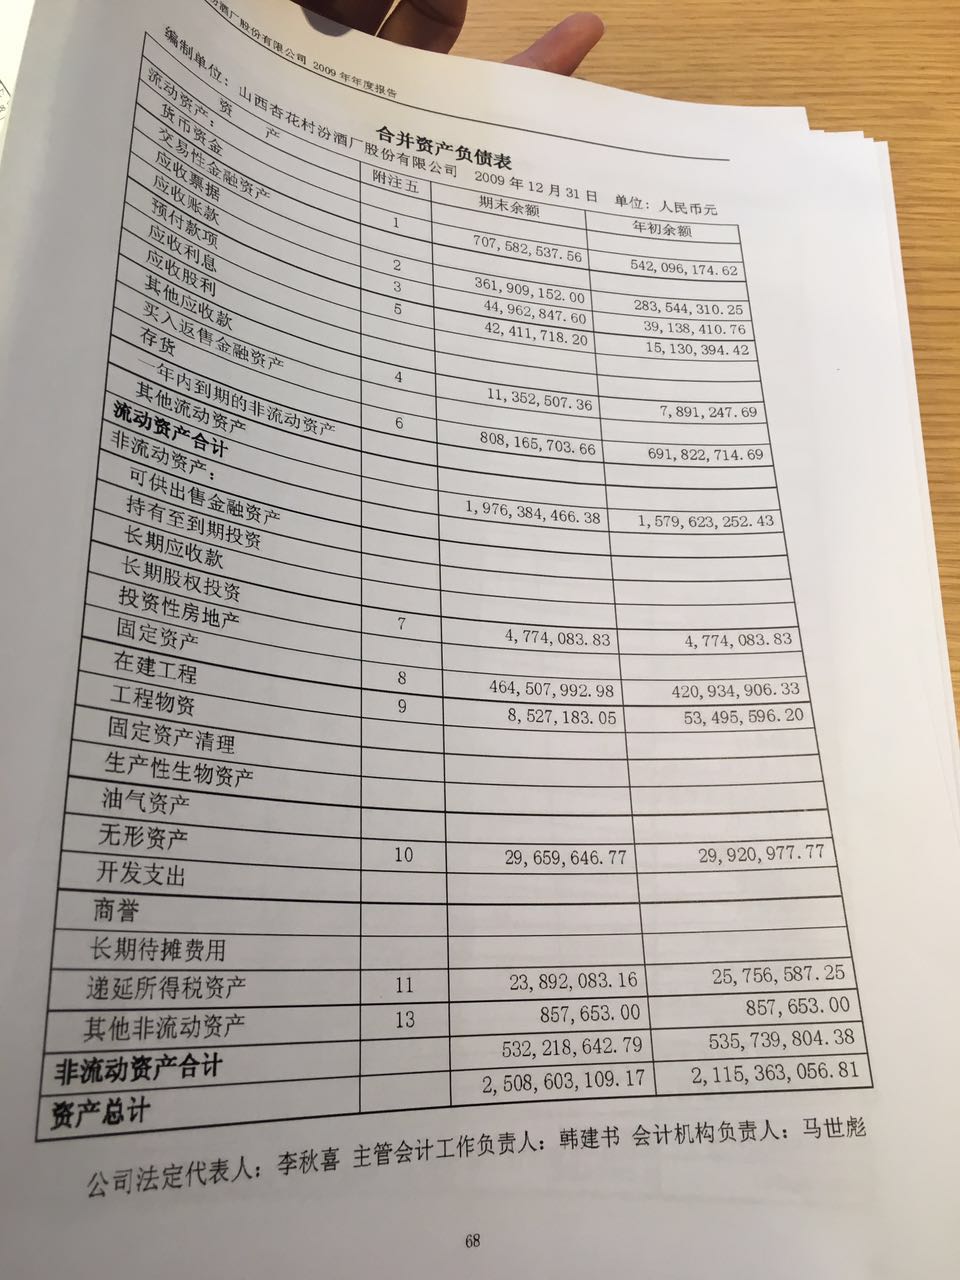 酒厂股份有限公司 2009 年年度报告
合并资产负债表
编制单位：山西杏花村汾酒厂股份有限公司 2009 年 12 月 31 日 单位：人民币元
资 产 附注五 期末余额 年初余额
流动资产：
货币资金 1 707,582,537.56 542,096,174.62
交易性金融资产
应收票据 2 361,909,152.00 283,544,310.25
应收账款 3 44,962,847.60 39,138,410.76
预付款项 5 42,411,718.20 15,130,394.42
应收利息
应收股利
其他应收款 4 11,352,507.36 7,891,247.69
买入返售金融资产
存货 6 808,165,703.66 691,822,714.69
一年内到期的非流动资产
其他流动资产
流动资产合计 1,976,384,466.38 1,579,623,252.43
非流动资产：
可供出售金融资产
持有至到期投资
长期应收款
长期股权投资 7 4,774,083.83 4,774,083.83
投资性房地产
固定资产 8 464,507,992.98 420,934,906.33
在建工程 9 8,527,183.05 53,495,596.20
工程物资
固定资产清理
生产性生物资产
油气资产
无形资产 10 29,659,646.77 29,920,977.77
开发支出
商誉
长期待摊费用
递延所得税资产 11 23,892,083.16 25,756,587.25
其他非流动资产 13 857,653.00 857,653.00
非流动资产合计 532,218,642.79 535,739,804.38
资产总计 2,508,603,109.17 2,115,363,056.81
公司法定代表人：李秋喜 主管会计工作负责人：韩建书 会计机构负责人：马世彪
68